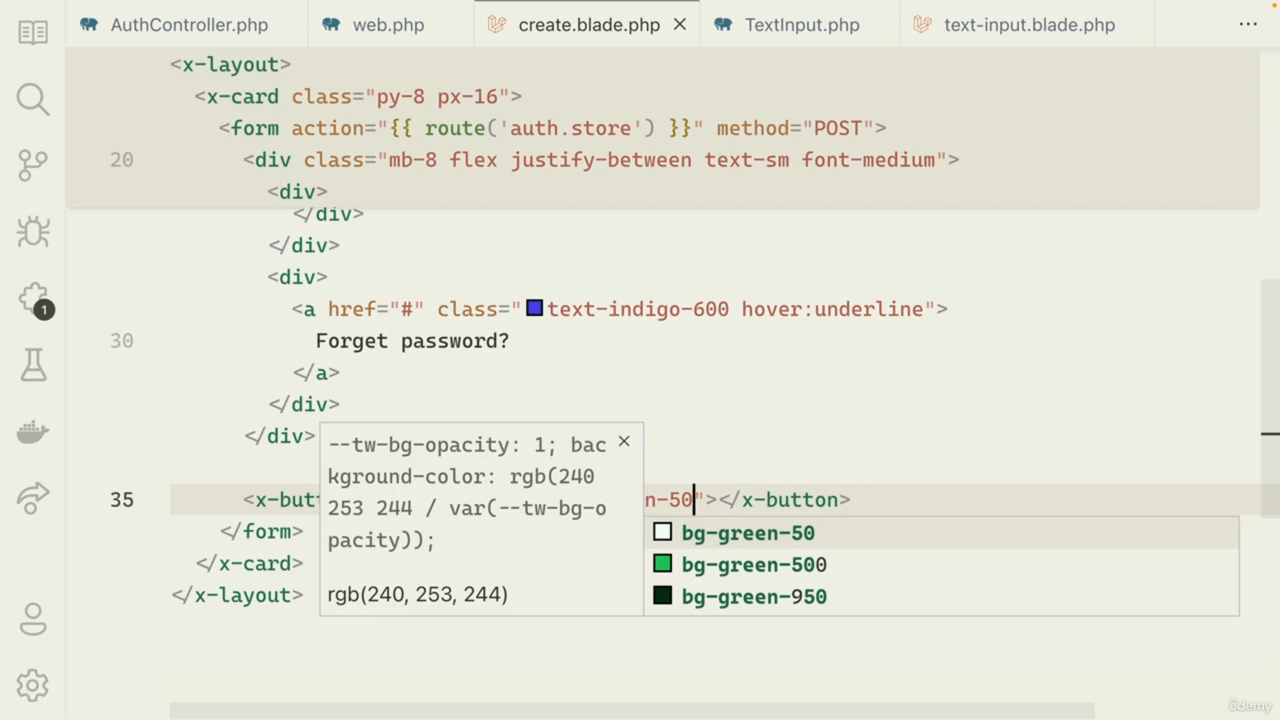 AuthController.php web.php create.blade.php TextInput.php text-input.blade.php
<x-layout>
<x-card class="py-8 px-16">
<form action="{{ route('auth.store') }}" method="POST">
20 <div class="mb-8 flex justify-between text-sm font-medium">
<div>
</div>
</div>
<div>
<a href="#" class="text-indigo-600 hover:underline">
30 Forget password?
</a>
</div>
</div>
--tw-bg-opacity: 1; bac
kground-color: rgb(240
253 244 / var(--tw-bg-o
pacity));
rgb(240, 253, 244)
35 <x-butt n-50"></x-button>
bg-green-50
bg-green-500
bg-green-950
</form>
</x-card>
</x-layout>
1
ûdemy